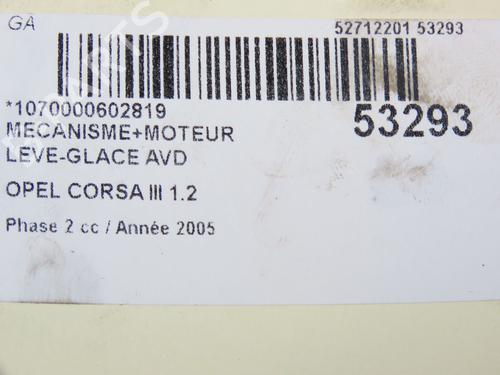 GA
52712201 53293
*1070000602819
53293
MECANISME+MOTEUR
LEVE-GLACE AVD
OPEL CORSA III 1.2
Phase 2 cc / Année 2005